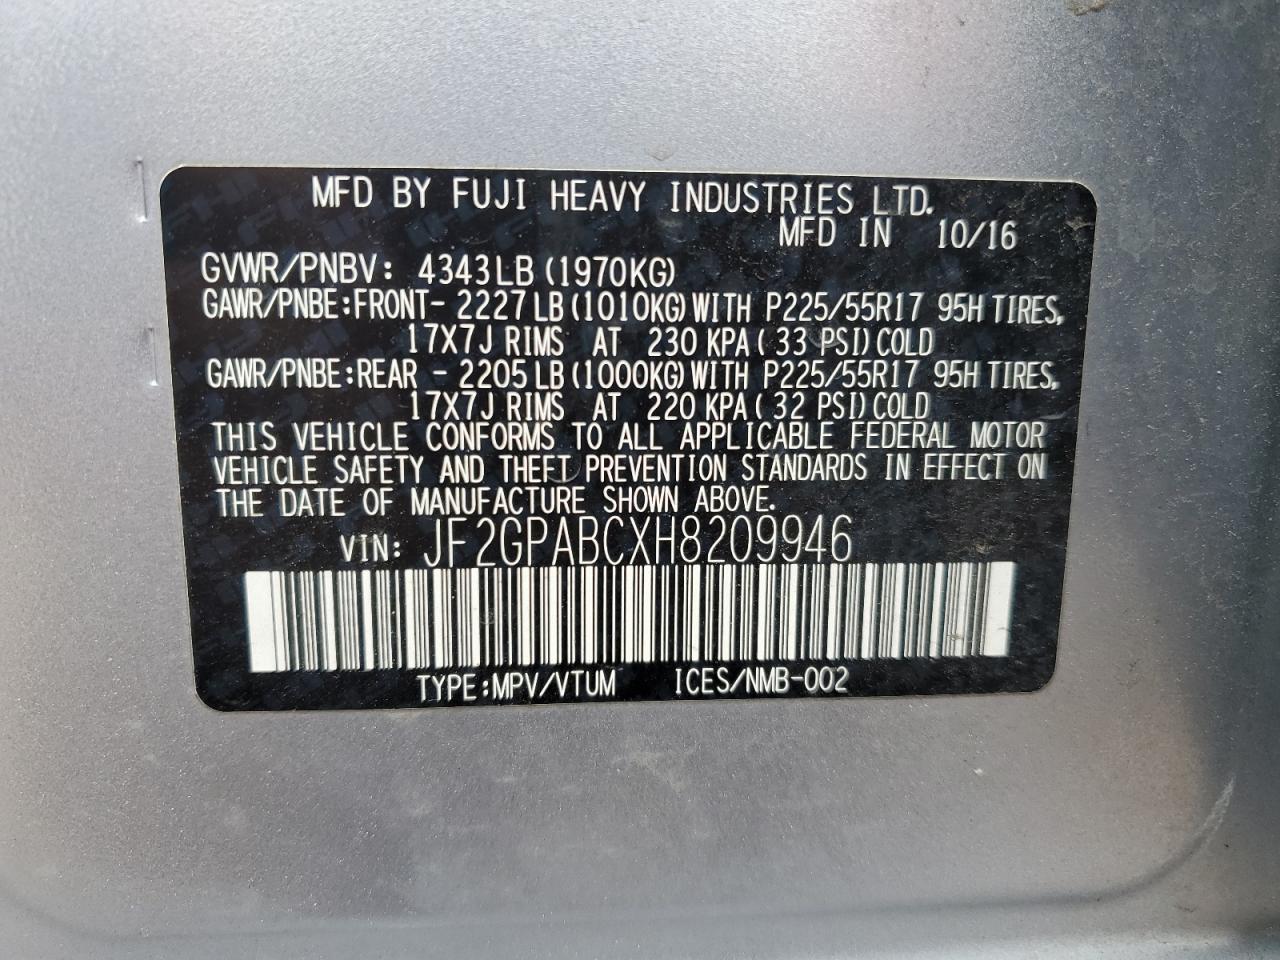 MFD BY FUJI HEAVY INDUSTRIES LTD.
MFD IN 10/16
GVWR/PNBV: 4343LB (1970KG)
GAWR/PNBE:FRONT- 2227LB (1010KG) WITH P225/55R17 95H TIRES,
17X7J RIMS AT 230 KPA ( 33 PSI) COLD
GAWR/PNBE:REAR - 2205LB (1000KG) WITH P225/55R17 95H TIRES,
17X7J RIMS AT 220 KPA ( 32 PSI) COLD
THIS VEHICLE CONFORMS TO ALL APPLICABLE FEDERAL MOTOR
VEHICLE SAFETY AND THEFT PREVENTION STANDARDS IN EFFECT ON
THE DATE OF MANUFACTURE SHOWN ABOVE.
VIN: JF2GPABCXH8209946
TYPE:MPV/VTUM ICES/NMB-002